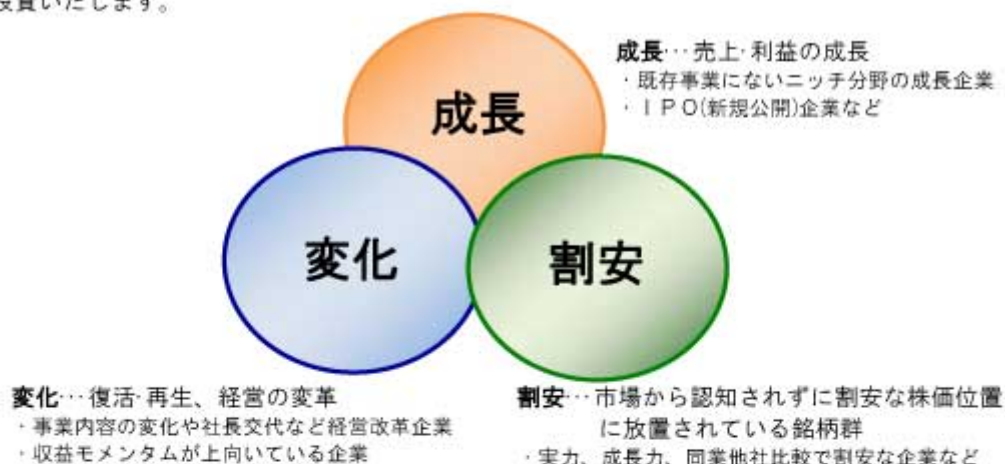 投資いたします。
成長…売上・利益の成長
・既存事業にないニッチ分野の成長企業
・ＩＰＯ(新規公開)企業など
成長
変化
割安
変化…復活・再生、経営の変革
・事業内容の変化や社長交代など経営改革企業
・収益モメンタムが上向いている企業
割安…市場から認知されずに割安な株価位置
に放置されている銘柄群
・実力、成長力、同業他社比較で割安な企業など